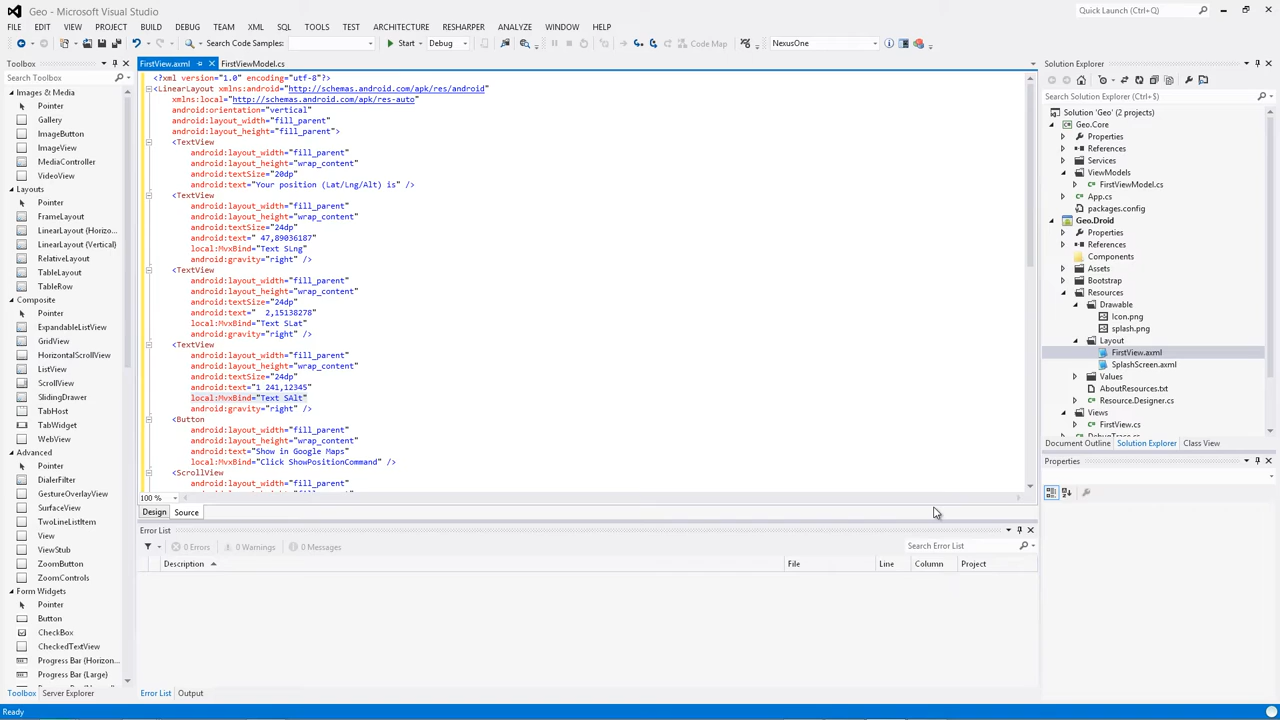 Geo - Microsoft Visual Studio
Quick Launch (Ctrl+Q)
FILE EDIT VIEW PROJECT BUILD DEBUG TEAM XML SQL TOOLS TEST ARCHITECTURE RESHARPER ANALYZE WINDOW HELP
Search Code Samples: Start Debug Code Map NexusOne
Toolbox
Search Toolbox
Images & Media
Pointer
Gallery
ImageButton
ImageView
MediaController
VideoView
Layouts
Pointer
FrameLayout
LinearLayout (Horizo...
LinearLayout (Vertical)
RelativeLayout
TableLayout
TableRow
Composite
ExpandableListView
GridView
HorizontalScrollView
ListView
SlidingDrawer
ScrollView
TabHost
TabWidget
WebView
Advanced
Pointer
DialerFilter
GestureOverlayView
SurfaceView
TwoLineListItem
View
ViewStub
ZoomButton
ZoomControls
Form Widgets
Pointer
Button
CheckBox
CheckedTextView
Progress Bar (Horizon...
Progress Bar (Large)
Toolbox Server Explorer
FirstView.axml FirstViewModel.cs
<?xml version="1.0" encoding="utf-8"?>
<LinearLayout xmlns:android="http://schemas.android.com/apk/res/android"
xmlns:local="http://schemas.android.com/apk/res-auto"
android:orientation="vertical"
android:layout_width="fill_parent"
android:layout_height="fill_parent">
<TextView
android:layout_width="fill_parent"
android:layout_height="wrap_content"
android:textSize="20dp"
android:text="Your position (Lat/Lng/Alt) is" />
<TextView
android:layout_width="fill_parent"
android:layout_height="wrap_content"
android:textSize="24dp"
android:text=" 47,89036187"
local:MvxBind="Text SLng"
android:gravity="right" />
<TextView
android:layout_width="fill_parent"
android:layout_height="wrap_content"
android:textSize="24dp"
android:text="  2,15138278"
local:MvxBind="Text SLat"
android:gravity="right" />
<TextView
android:layout_width="fill_parent"
android:layout_height="wrap_content"
android:textSize="24dp"
android:text="1 241,12345"
local:MvxBind="Text SAlt"
android:gravity="right" />
<Button
android:layout_width="fill_parent"
android:layout_height="wrap_content"
android:text="Show in Google Maps"
local:MvxBind="Click ShowPositionCommand" />
<ScrollView
android:layout_width="fill_parent"
100 %
Design Source
Error List
0 Errors 0 Warnings 0 Messages
Search Error List
Description File Line Column Project
Error List Output
Solution Explorer
Search Solution Explorer (Ctrl+$)
Solution 'Geo' (2 projects)
Geo.Core
Properties
References
Services
ViewModels
FirstViewModel.cs
App.cs
packages.config
Geo.Droid
Properties
References
Components
Assets
Bootstrap
Resources
Drawable
Icon.png
splash.png
Layout
FirstView.axml
SplashScreen.axml
Values
AboutResources.txt
Resource.Designer.cs
Views
FirstView.cs
DebugTrace.cs
Document Outline Solution Explorer Class View
Properties
Ready